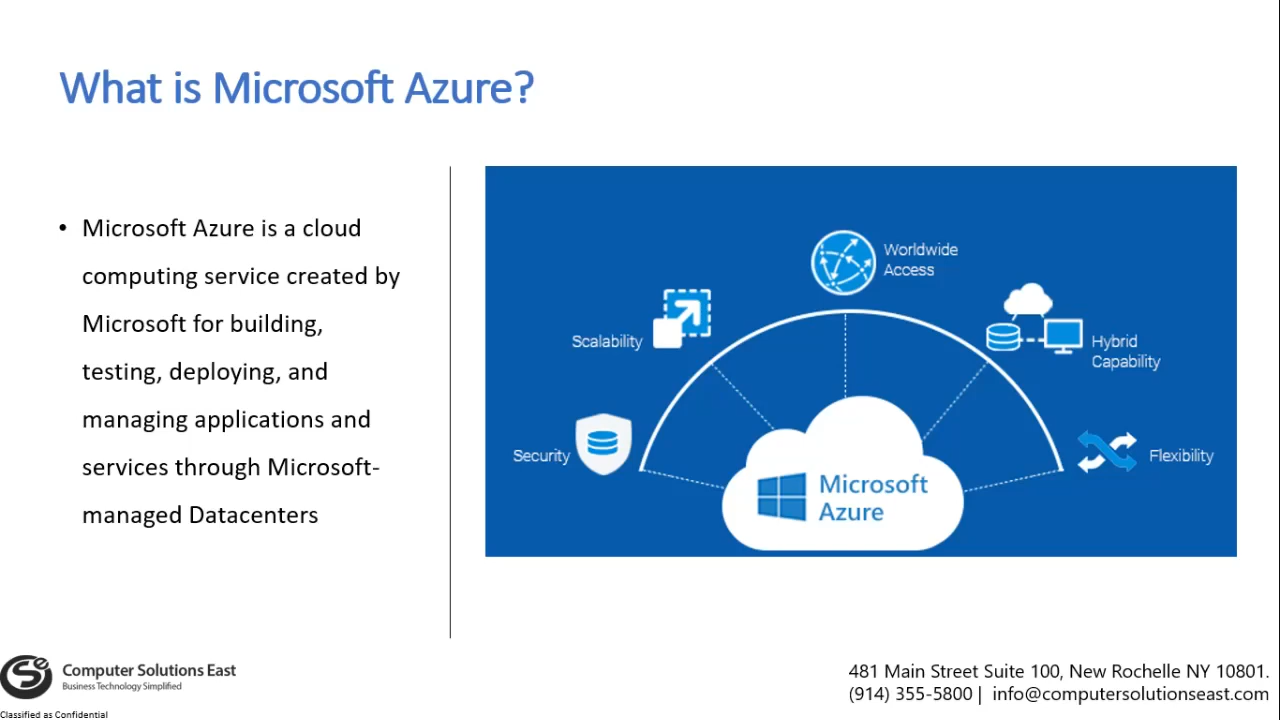 What is Microsoft Azure?
• Microsoft Azure is a cloud
computing service created by
Microsoft for building,
testing, deploying, and
managing applications and
services through Microsoft-
managed Datacenters
Worldwide
Access
Scalability
Hybrid
Capability
Security
Flexibility
Microsoft
Azure
Se
Computer Solutions East
Business Technology Simplified
481 Main Street Suite 100, New Rochelle NY 10801.
(914) 355-5800 | info@computersolutionseast.com
Classified as Confidential